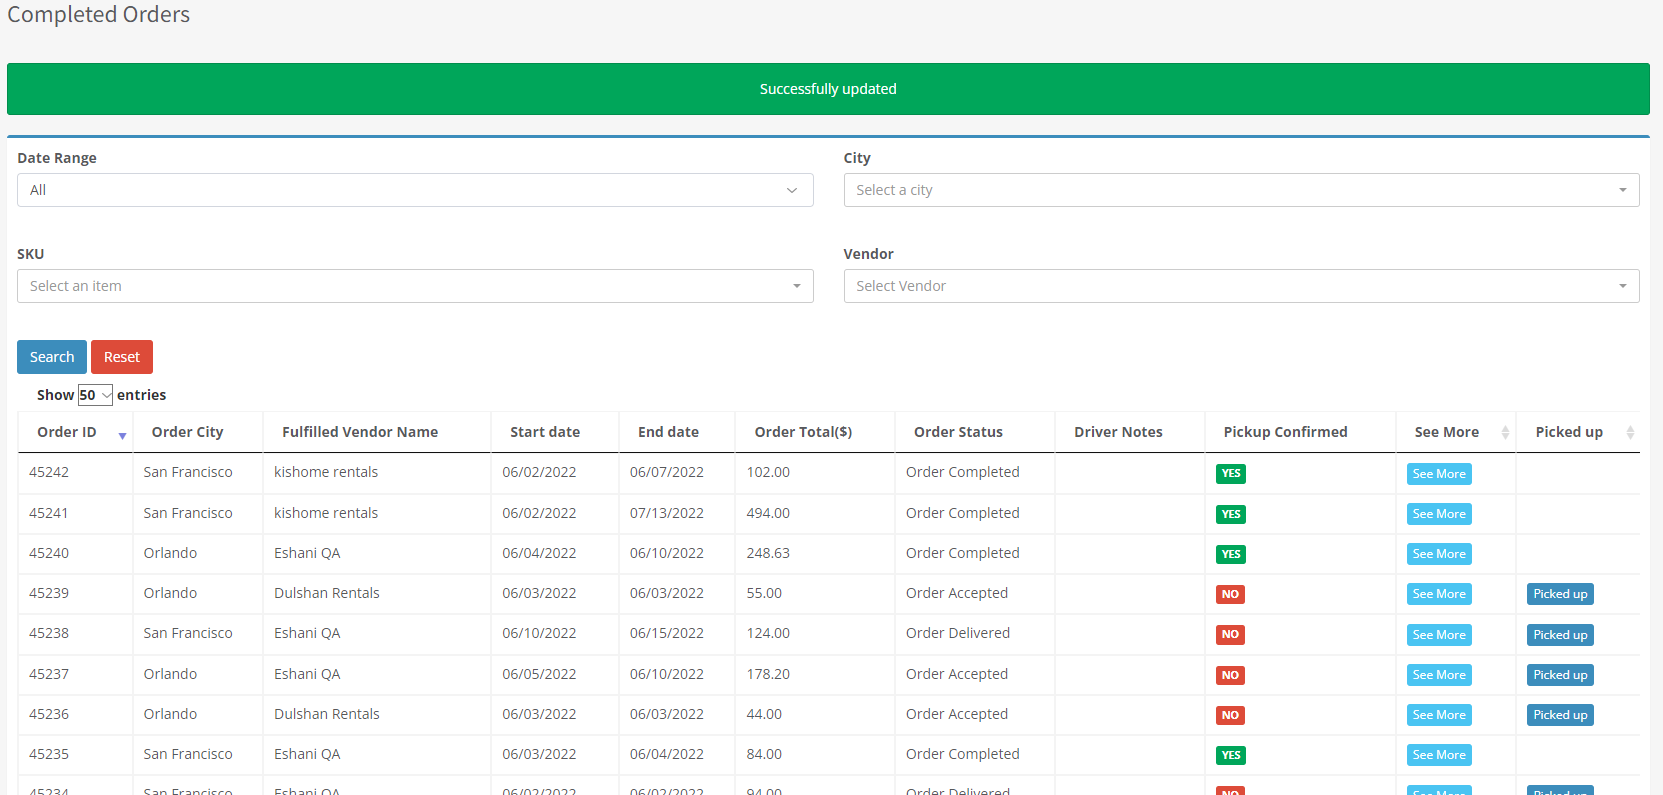 Completed Orders
Successfully updated
Date Range City
All Select a city
SKU Vendor
Select an item Select Vendor
Search Reset
Show 50 entries
Order ID Order City Fulfilled Vendor Name Start date End date Order Total($) Order Status Driver Notes Pickup Confirmed See More Picked up
45242 San Francisco kishome rentals 06/02/2022 06/07/2022 102.00 Order Completed YES See More
45241 San Francisco kishome rentals 06/02/2022 07/13/2022 494.00 Order Completed YES See More
45240 Orlando Eshani QA 06/04/2022 06/10/2022 248.63 Order Completed YES See More
45239 Orlando Dulshan Rentals 06/03/2022 06/03/2022 55.00 Order Accepted NO See More Picked up
45238 San Francisco Eshani QA 06/10/2022 06/15/2022 124.00 Order Delivered NO See More Picked up
45237 Orlando Eshani QA 06/05/2022 06/10/2022 178.20 Order Accepted NO See More Picked up
45236 Orlando Dulshan Rentals 06/03/2022 06/03/2022 44.00 Order Accepted NO See More Picked up
45235 San Francisco Eshani QA 06/03/2022 06/04/2022 84.00 Order Completed YES See More
45234 San Francisco Eshani QA 06/02/2022 06/02/2022 94.00 Order Delivered NO See More Picked up